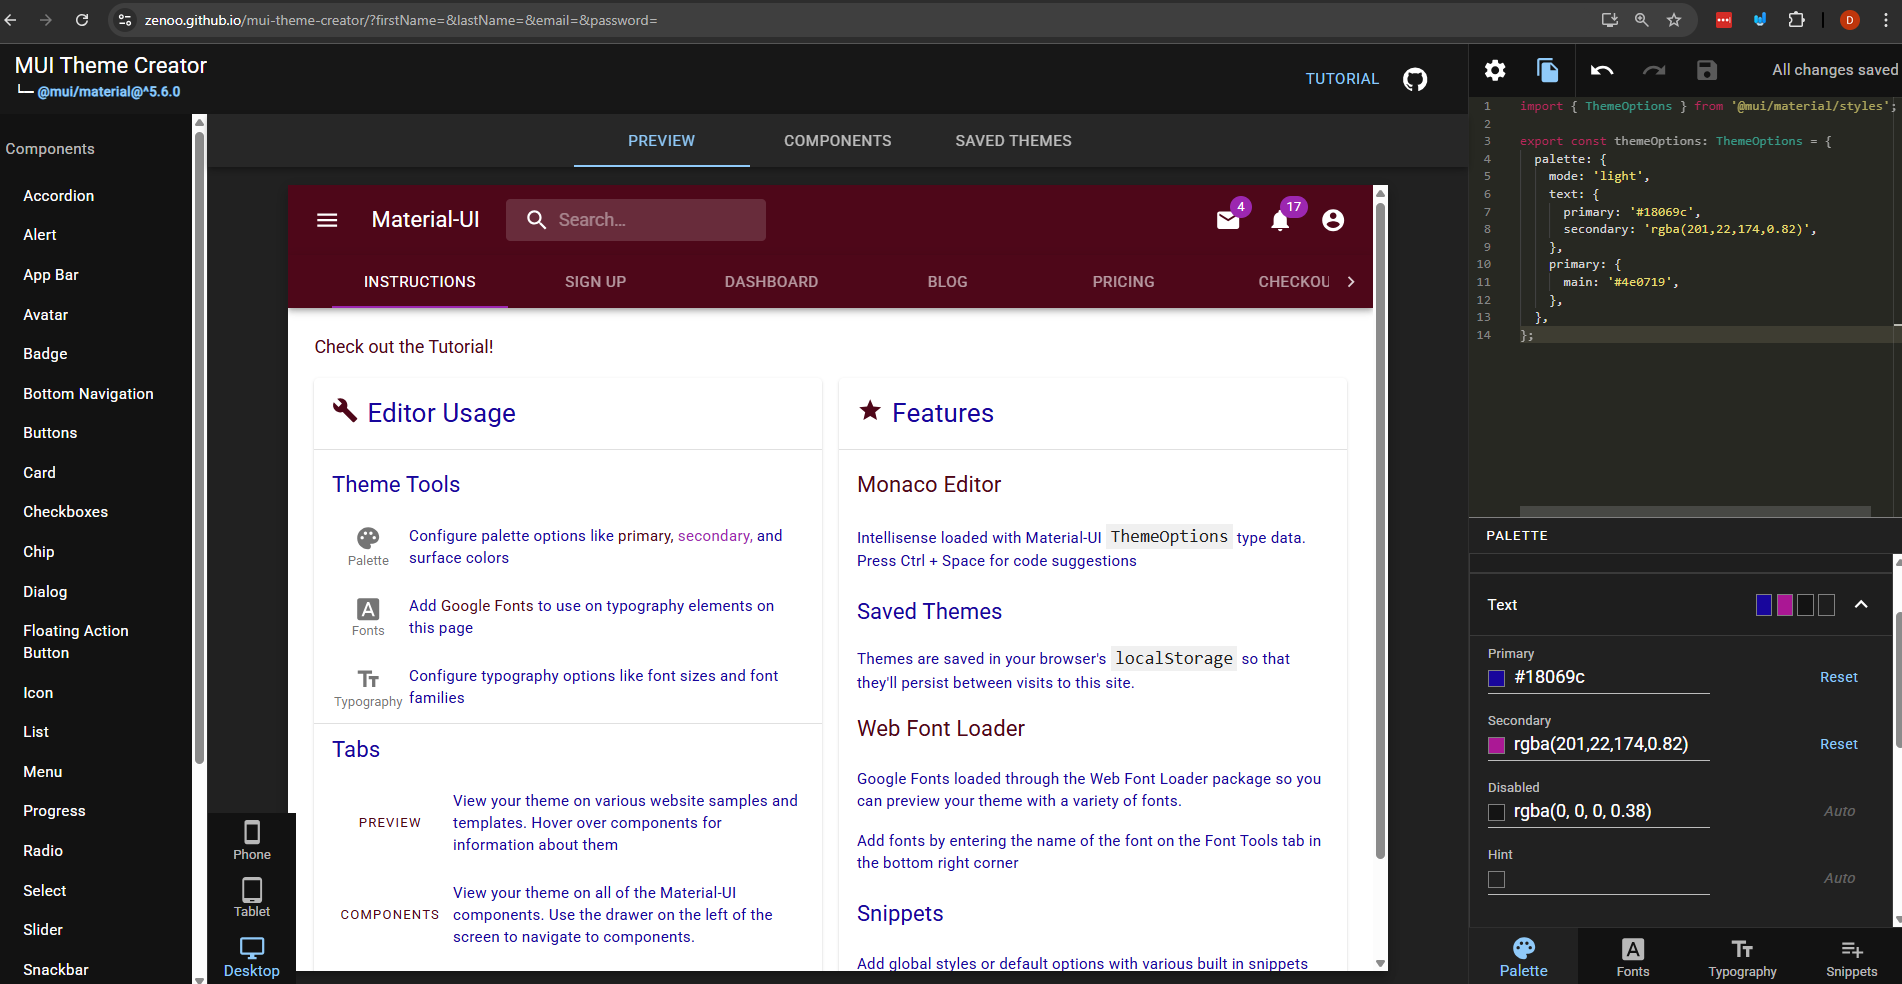 zenoo.github.io/mui-theme-creator/?firstName=&lastName=&email=&password=
D
MUI Theme Creator
@mui/material@^5.6.0
TUTORIAL
All changes saved
Components
Accordion
Alert
App Bar
Avatar
Badge
Bottom Navigation
Buttons
Card
Checkboxes
Chip
Dialog
Floating Action
Button
Icon
List
Menu
Progress
Radio
Select
Slider
Snackbar
PREVIEW COMPONENTS SAVED THEMES
Material-UI Search... 4 17
INSTRUCTIONS SIGN UP DASHBOARD BLOG PRICING CHECKOU
Check out the Tutorial!
Editor Usage
Theme Tools
Palette
Configure palette options like primary, secondary, and
surface colors
A
Fonts
Add Google Fonts to use on typography elements on
this page
Tт
Typography
Configure typography options like font sizes and font
families
Tabs
PREVIEW
View your theme on various website samples and
templates. Hover over components for
information about them
COMPONENTS
View your theme on all of the Material-UI
components. Use the drawer on the left of the
screen to navigate to components.
Features
Monaco Editor
Intellisense loaded with Material-UI ThemeOptions type data.
Press Ctrl + Space for code suggestions
Saved Themes
Themes are saved in your browser's localStorage so that
they'll persist between visits to this site.
Web Font Loader
Google Fonts loaded through the Web Font Loader package so you
can preview your theme with a variety of fonts.
Add fonts by entering the name of the font on the Font Tools tab in
the bottom right corner
Snippets
Add global styles or default options with various built in snippets
Phone
Tablet
Desktop
1 import { ThemeOptions } from '@mui/material/styles';
2
3 export const themeOptions: ThemeOptions = {
4 palette: {
5 mode: 'light',
6 text: {
7 primary: '#18069c',
8 secondary: 'rgba(201,22,174,0.82)',
9 },
10 primary: {
11 main: '#4e0719',
12 },
13 },
14 };
PALETTE
Text
Primary
#18069c Reset
Secondary
rgba(201,22,174,0.82) Reset
Disabled
rgba(0, 0, 0, 0.38) Auto
Hint
Auto
Palette
A
Fonts
Tт
Typography
Snippets